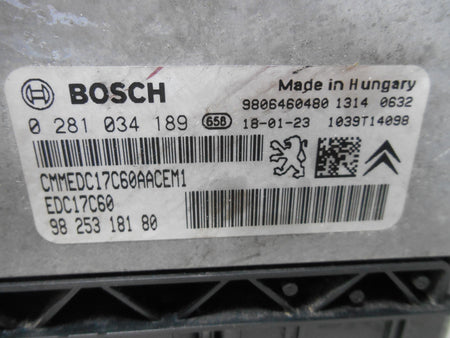 BOSCH
Made in Hungary
9806460480 1314 0632
0 281 034 189 658 18-01-23 1039T14098
CMMEDC17C60AACEM1
EDC17C60
98 253 181 80